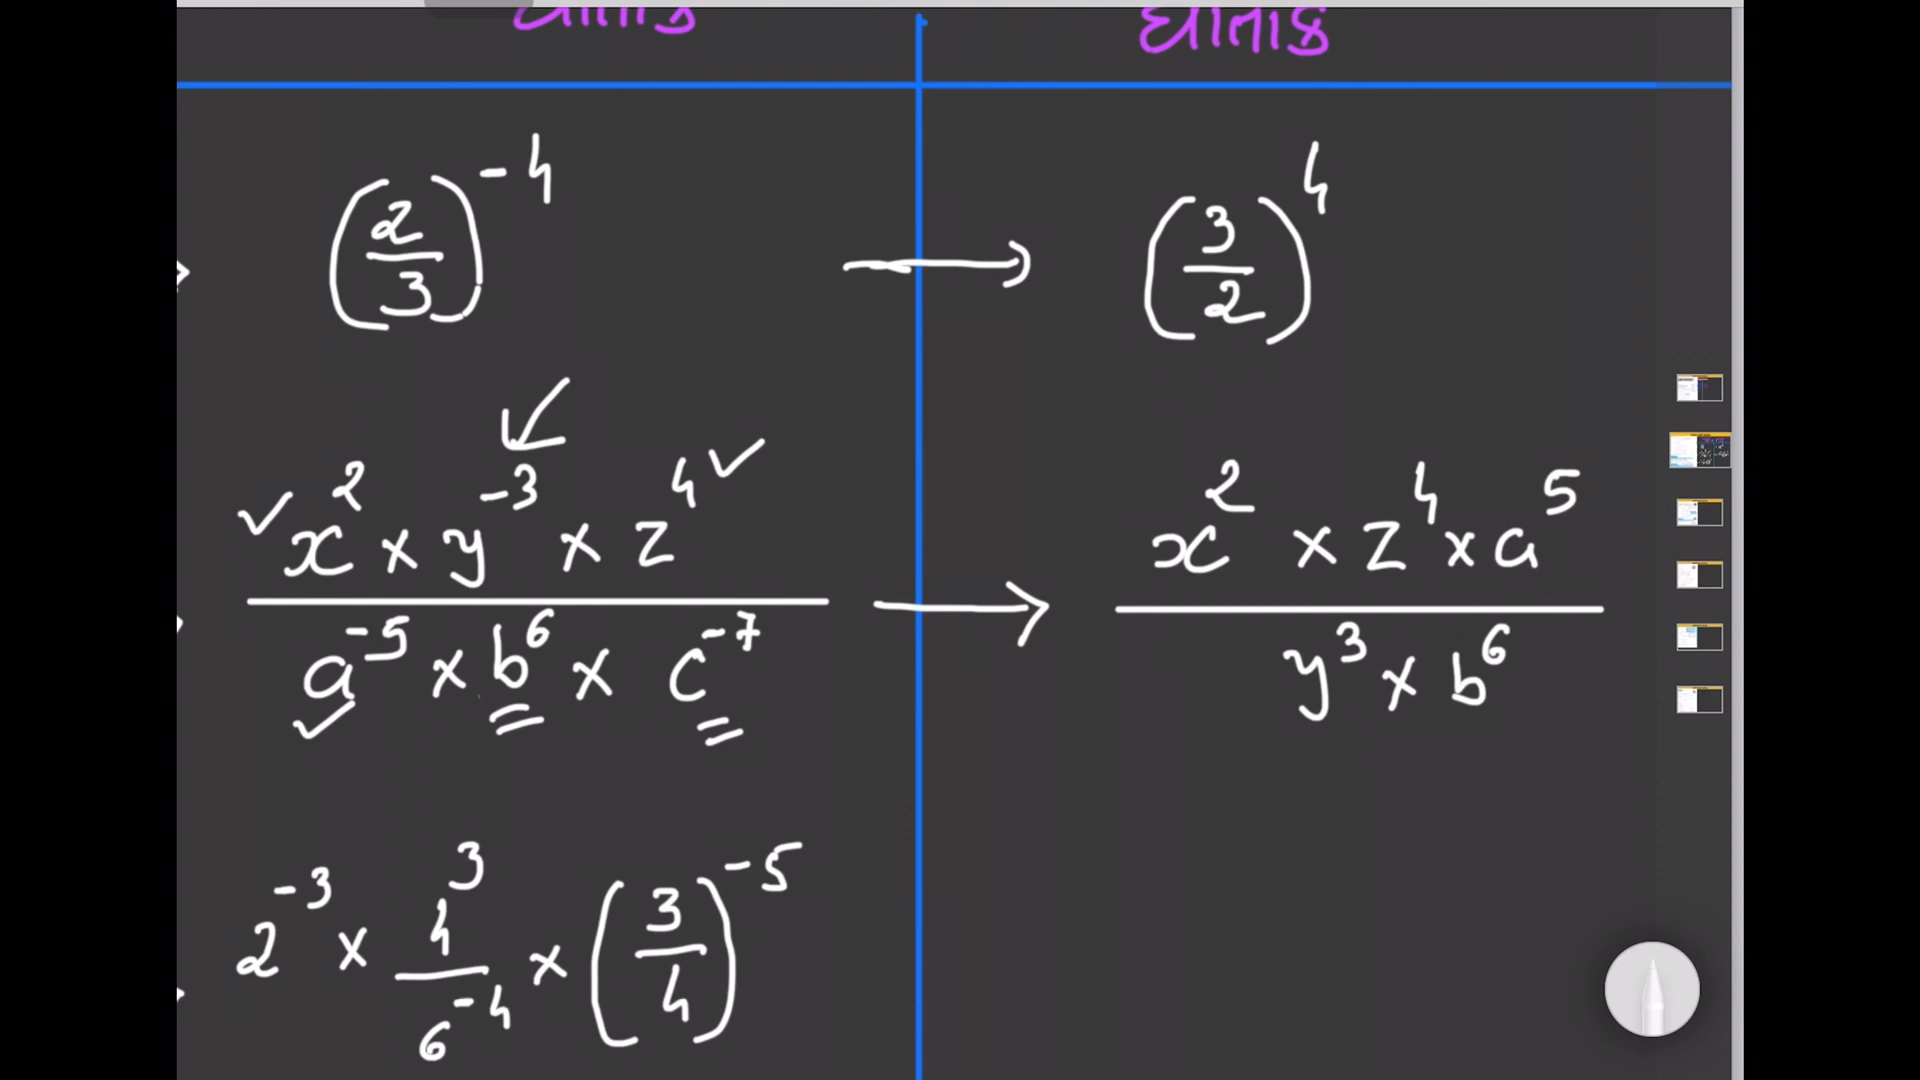 ઘાતાંક ઘાતાંક
(2/3)^-4 → (3/2)^4
x^2 × y^-3 × z^4 / a^-5 × b^6 × c^-7 → x^2 × z^4 × a^5 / y^3 × b^6
2^-3 × 4^3/6^-4 × (3/4)^-5